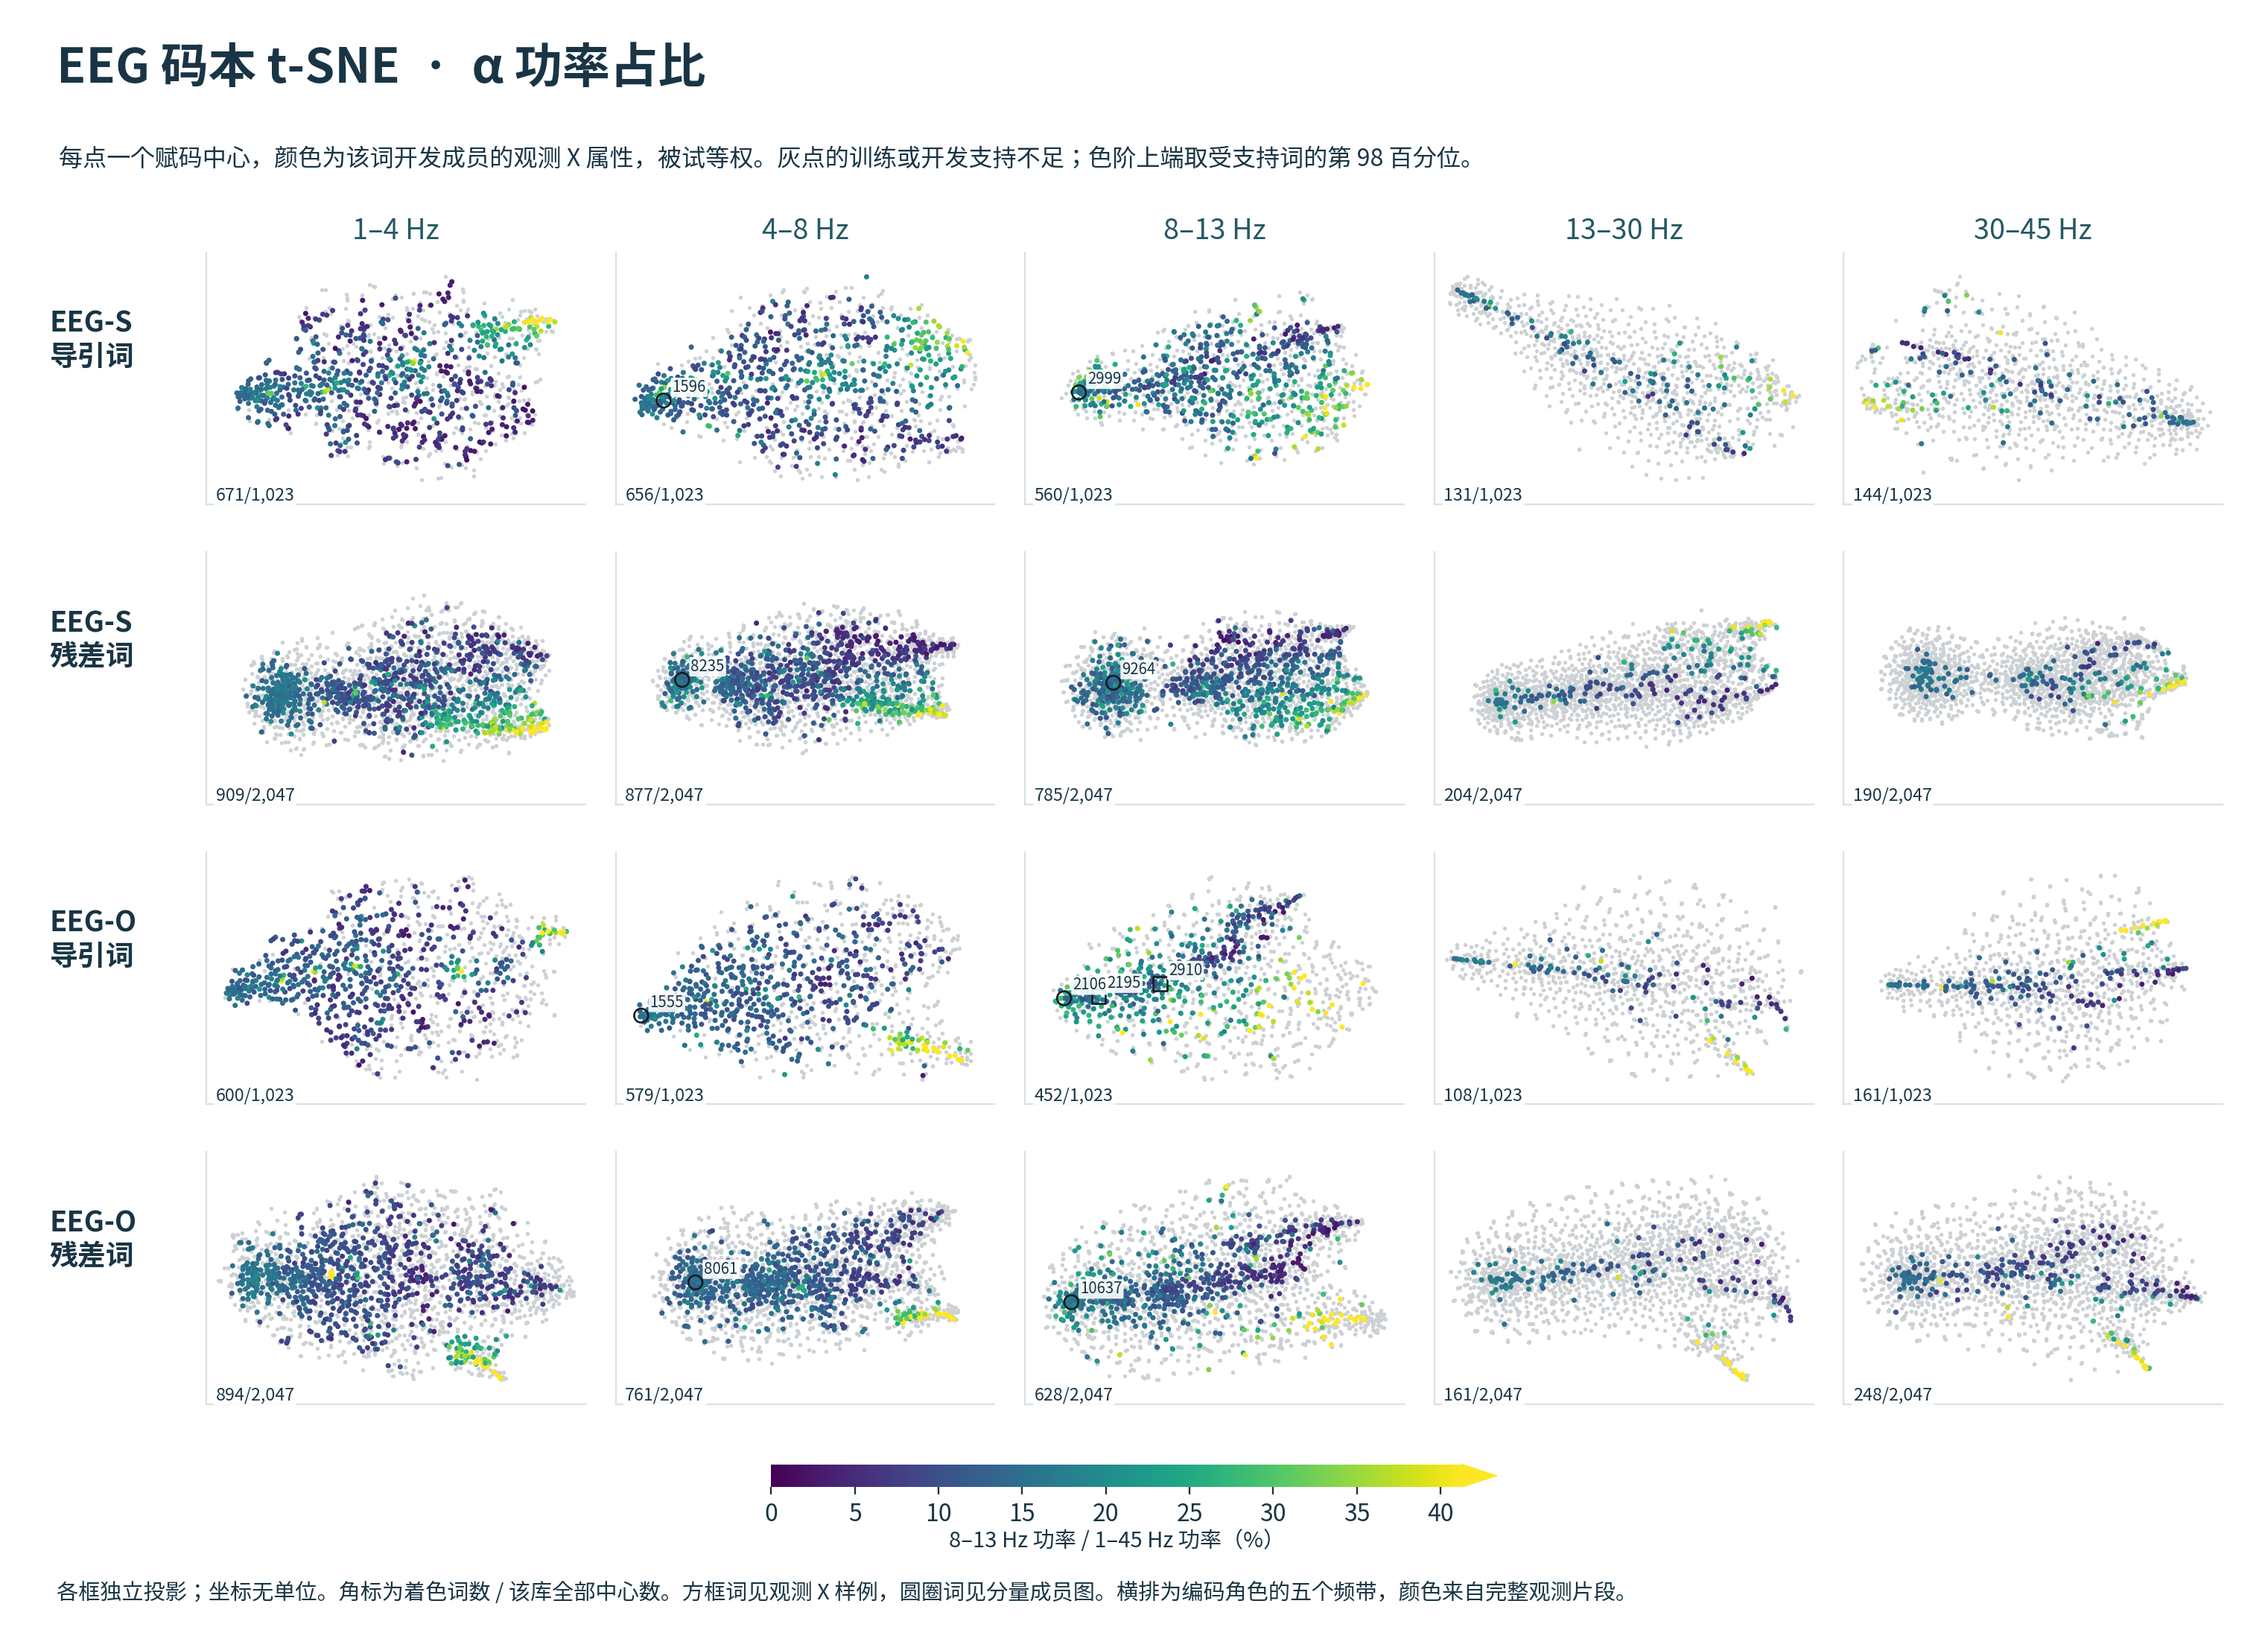 EEG 码本 t-SNE · α 功率占比
每点一个赋码中心，颜色为该词开发成员的观测 X 属性，被试等权。灰点的训练或开发支持不足；色阶上端取受支持词的第 98 百分位。
1–4 Hz
4–8 Hz
8–13 Hz
13–30 Hz
30–45 Hz
EEG-S
导引词
1596
2999
671/1,023
656/1,023
560/1,023
131/1,023
144/1,023
EEG-S
残差词
8235
9264
909/2,047
877/2,047
785/2,047
204/2,047
190/2,047
EEG-O
导引词
1555
2106
2195
2910
600/1,023
579/1,023
452/1,023
108/1,023
161/1,023
EEG-O
残差词
8061
10637
894/2,047
761/2,047
628/2,047
161/2,047
248/2,047
0 5 10 15 20 25 30 35 40
8–13 Hz 功率 / 1–45 Hz 功率（%）
各框独立投影；坐标无单位。角标为着色词数 / 该库全部中心数。方框词见观测 X 样例，圆圈词见分量成员图。横排为编码角色的五个频带，颜色来自完整观测片段。